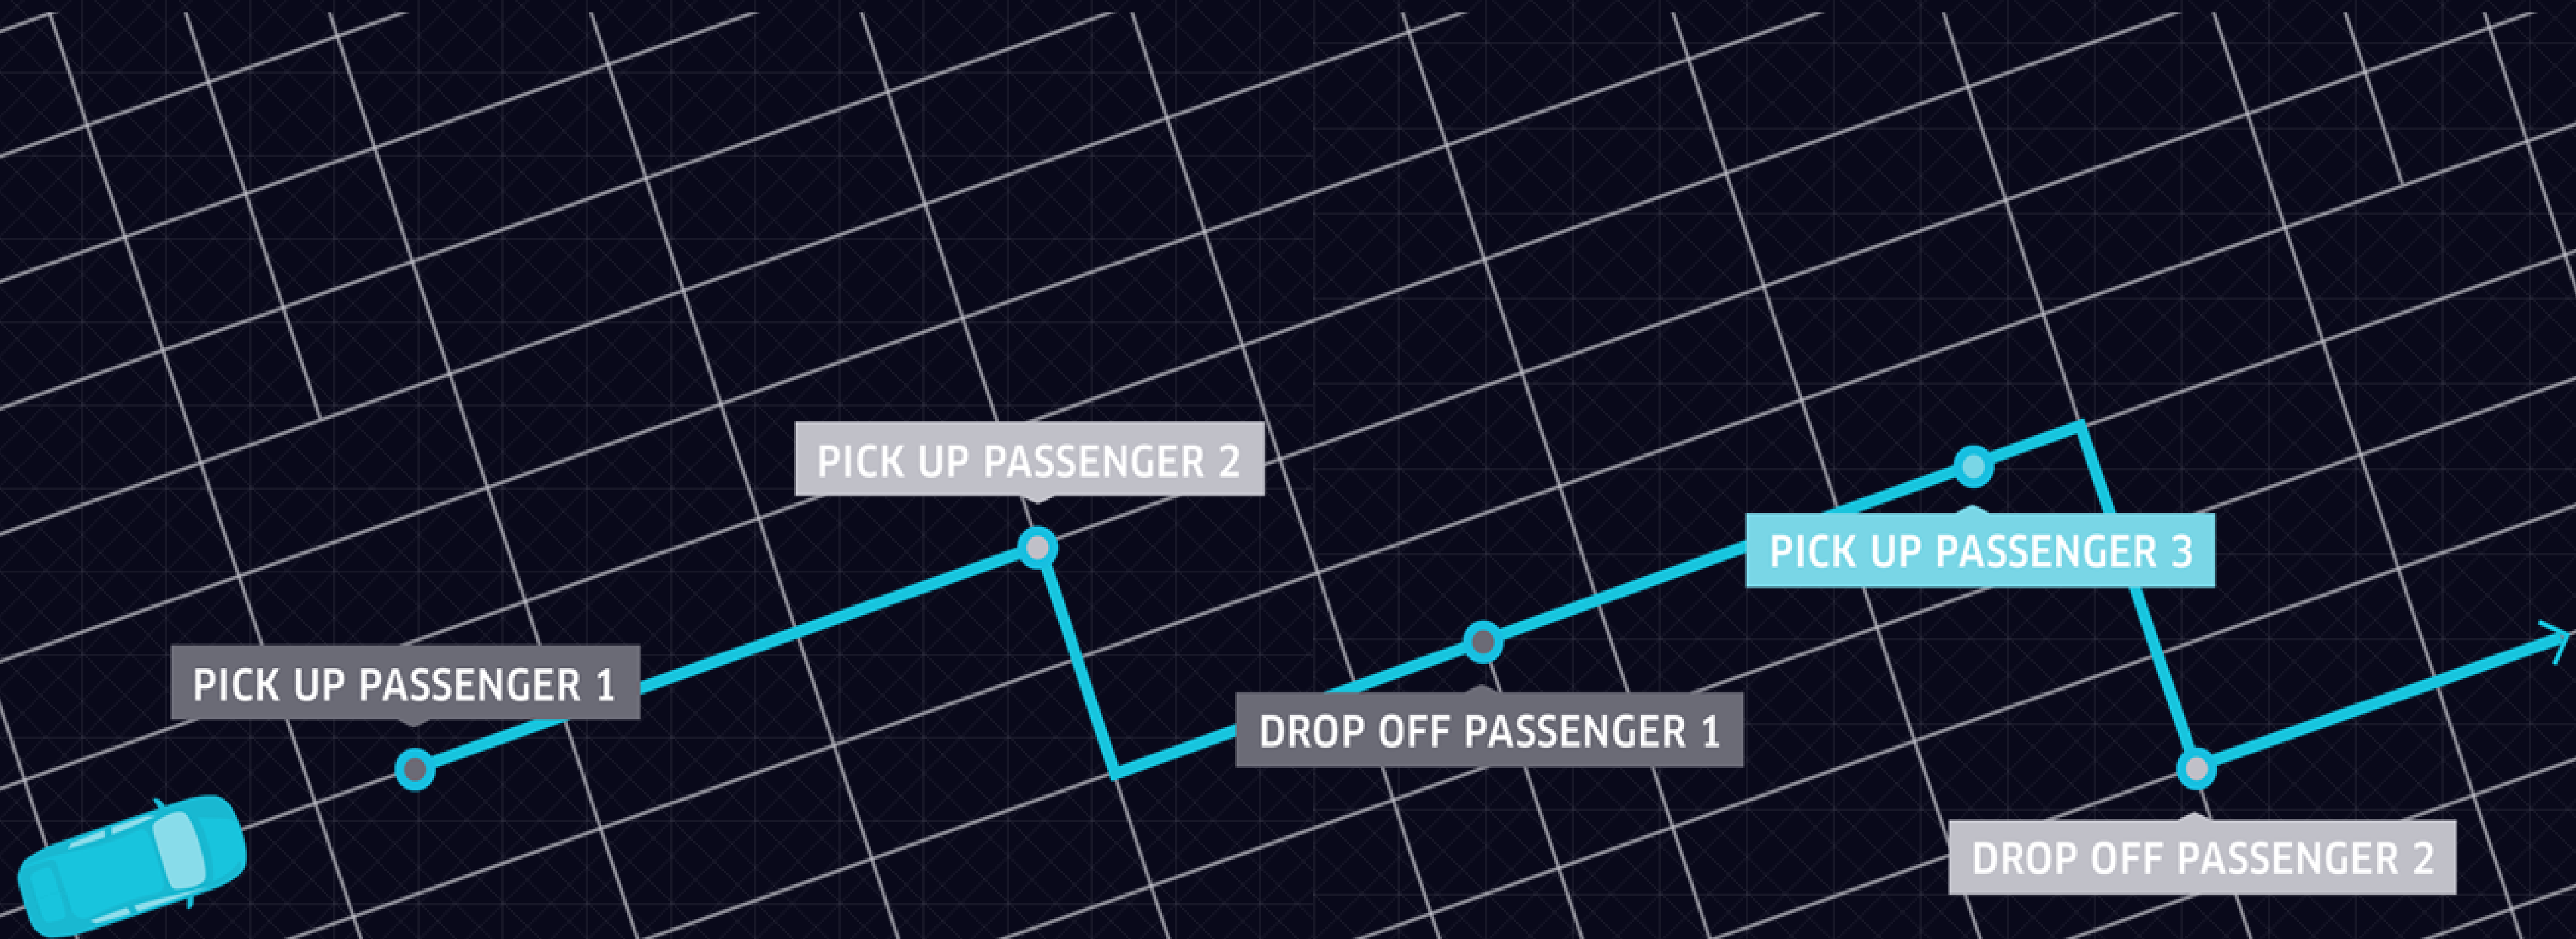 PICK UP PASSENGER 1
PICK UP PASSENGER 2
DROP OFF PASSENGER 1
PICK UP PASSENGER 3
DROP OFF PASSENGER 2